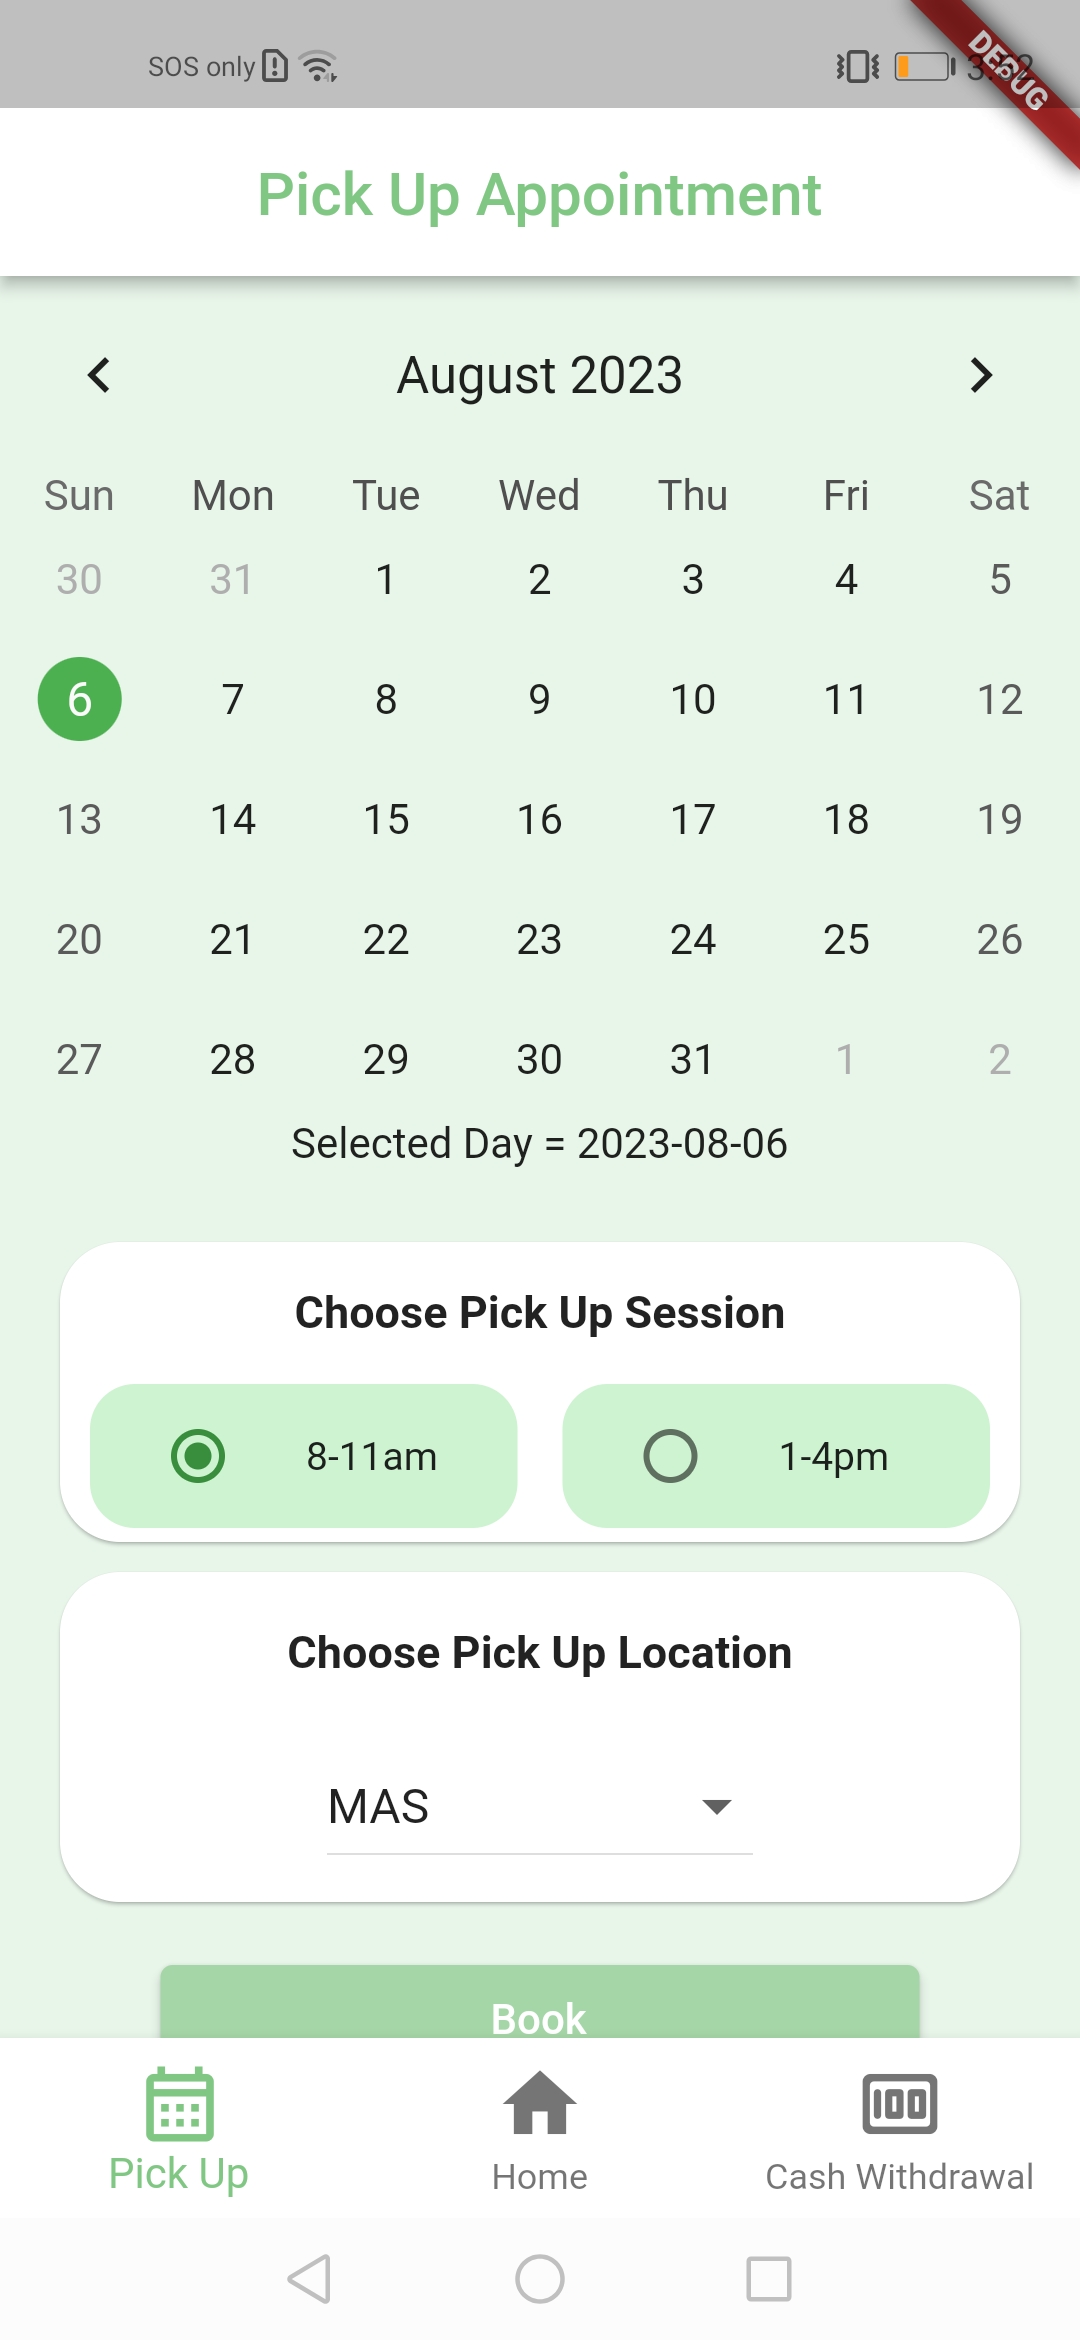 SOS only
DEBUG
Pick Up Appointment
August 2023
Sun Mon Tue Wed Thu Fri Sat
30 31 1 2 3 4 5
6 7 8 9 10 11 12
13 14 15 16 17 18 19
20 21 22 23 24 25 26
27 28 29 30 31 1 2
Selected Day = 2023-08-06
Choose Pick Up Session
8-11am 1-4pm
Choose Pick Up Location
MAS
Book
Pick Up Home Cash Withdrawal